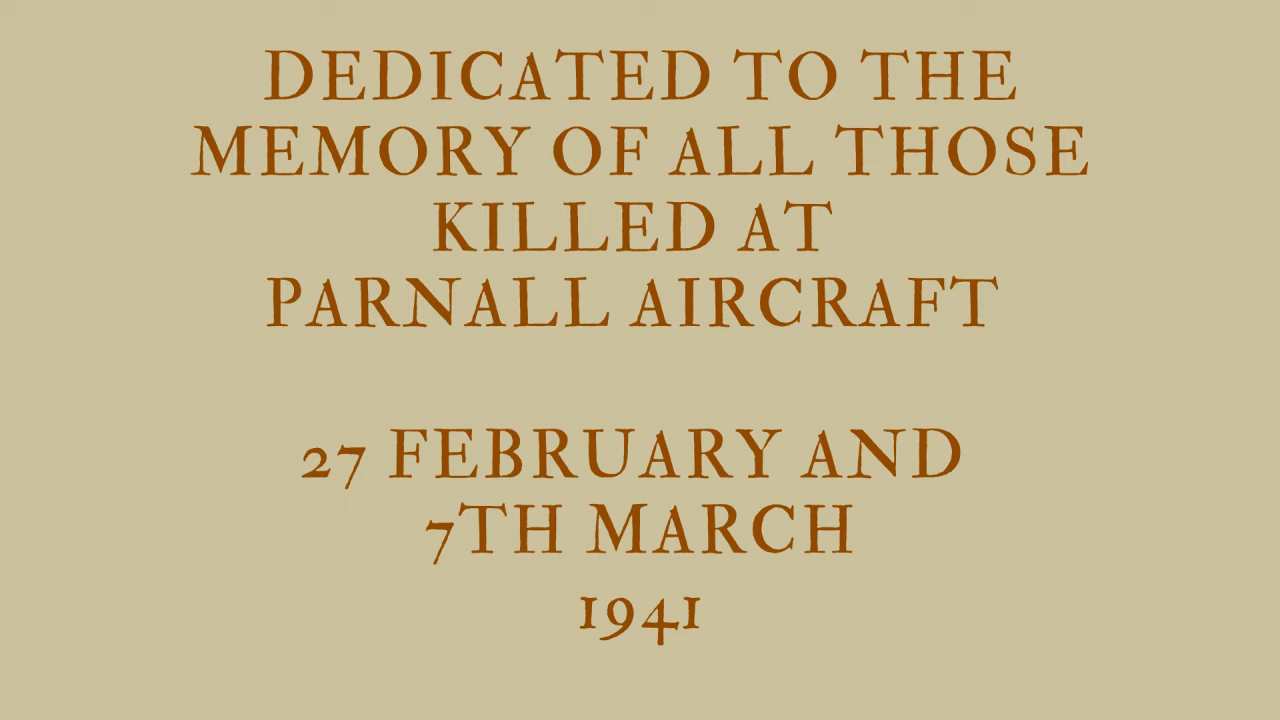 DEDICATED TO THE
MEMORY OF ALL THOSE
KILLED AT
PARNALL AIRCRAFT
27 FEBRUARY AND
7TH MARCH
1941